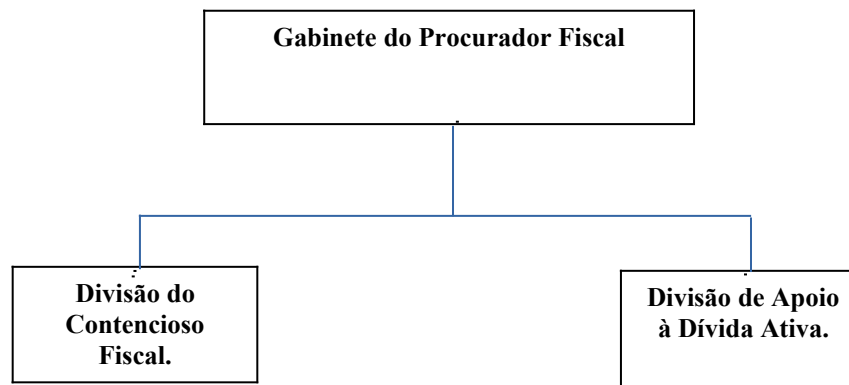 Gabinete do Procurador Fiscal
Divisão do
Contencioso
Fiscal.
Divisão de Apoio
à Dívida Ativa.